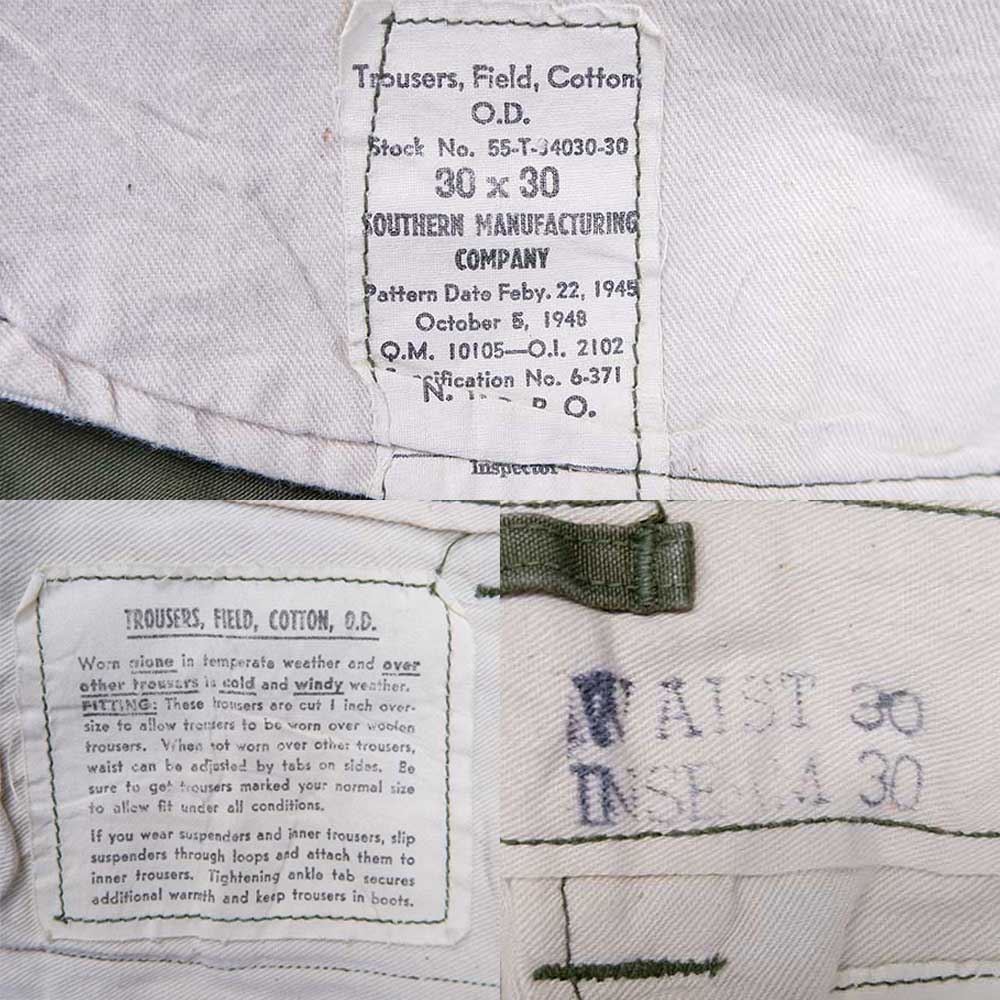 Trousers, Field, Cotton,
O.D.
Stock No. 55-T-34030-30
30 x 30
SOUTHERN MANUFACTURING
COMPANY
Pattern Date Feby. 22, 1945
October 5, 1948
Q.M. 10105—O.I. 2102
Specification No. 6-371
N. P. O.
Inspector
TROUSERS, FIELD, COTTON, O.D.
Worn alone in temperate weather and over
other trousers in cold and windy weather.
FITTING: These trousers are cut 1 inch over-
size to allow trousers to be worn over woolen
trousers. When not worn over other trousers,
waist can be adjusted by tabs on sides. Be
sure to get trousers marked your normal size
to allow fit under all conditions.
If you wear suspenders and inner trousers, slip
suspenders through loops and attach them to
inner trousers. Tightening ankle tab secures
additional warmth and keep trousers in boots.
WAIST 30
INSEAM 30